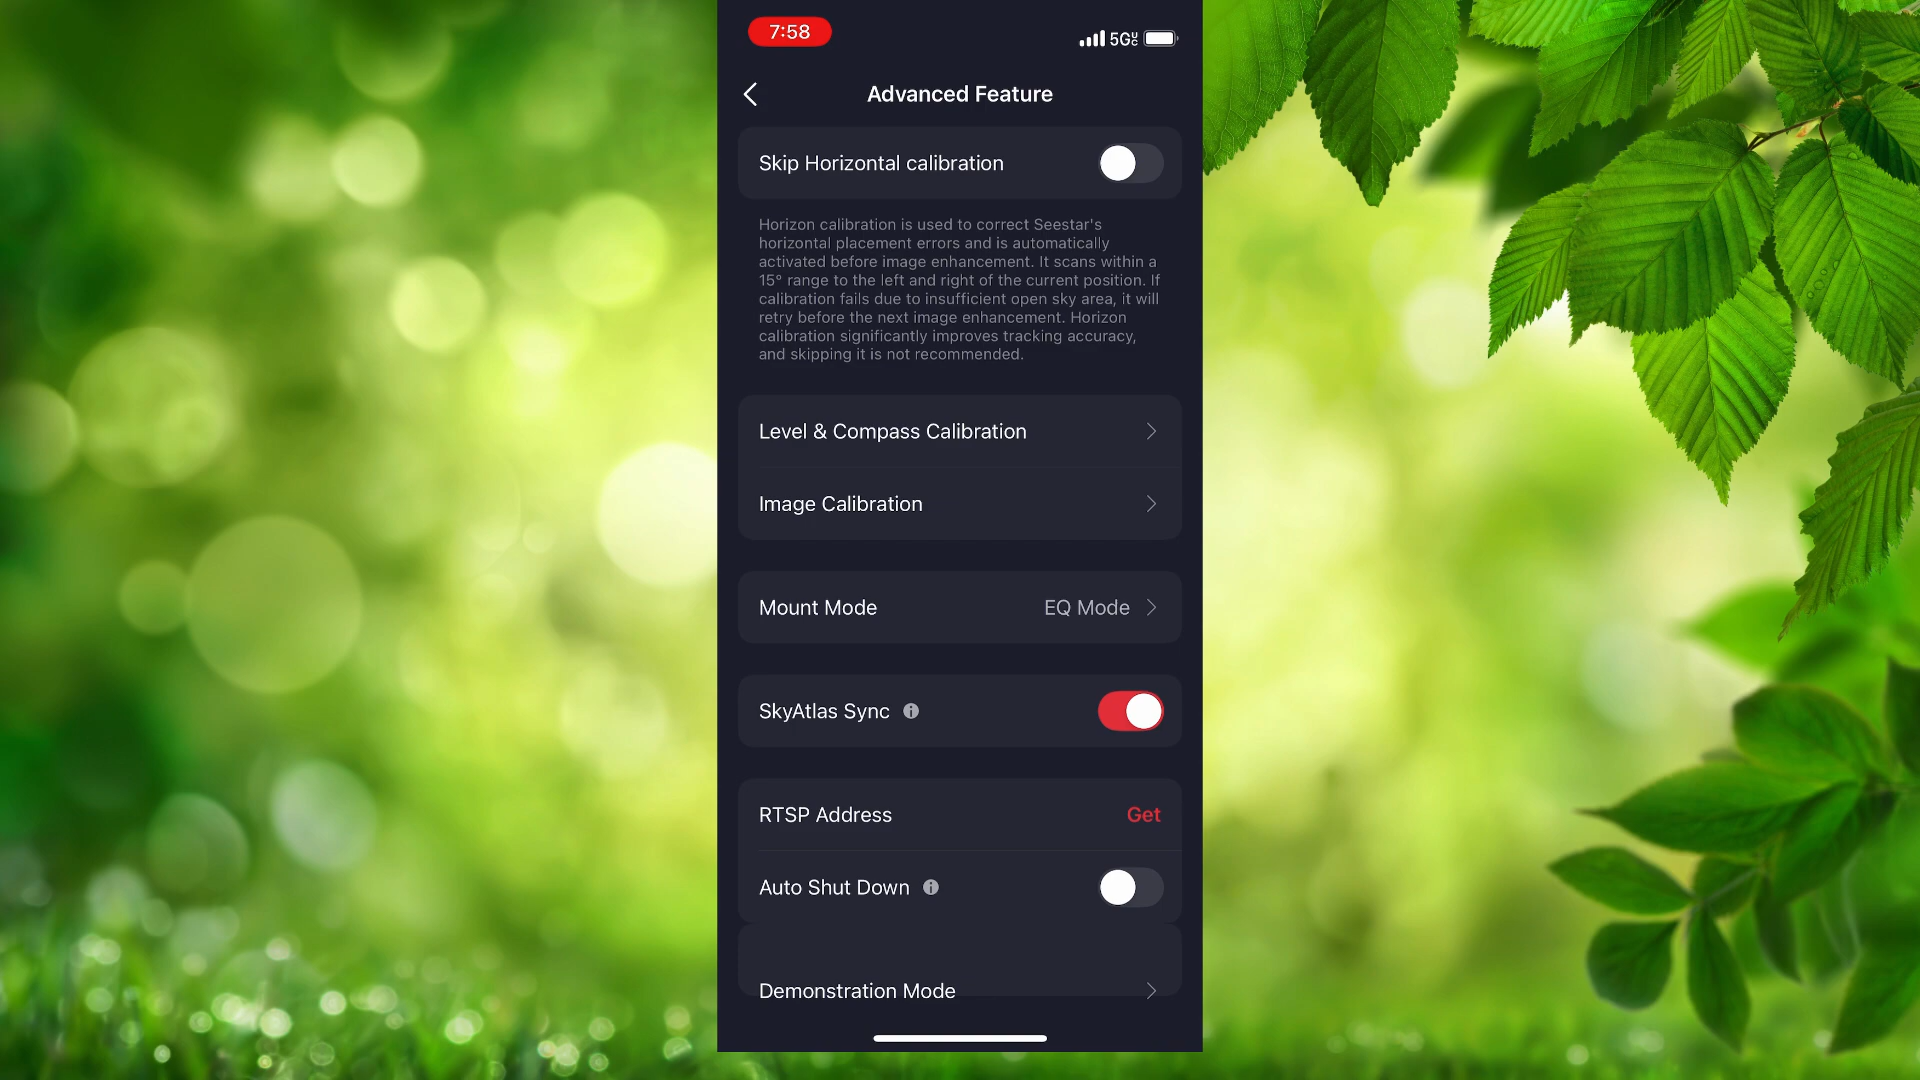 7:58
5G UC
Advanced Feature
Skip Horizontal calibration
Horizon calibration is used to correct Seestar's
horizontal placement errors and is automatically
activated before image enhancement. It scans within a
15° range to the left and right of the current position. If
calibration fails due to insufficient open sky area, it will
retry before the next image enhancement. Horizon
calibration significantly improves tracking accuracy,
and skipping it is not recommended.
Level & Compass Calibration
Image Calibration
Mount Mode EQ Mode
SkyAtlas Sync
RTSP Address Get
Auto Shut Down
Demonstration Mode